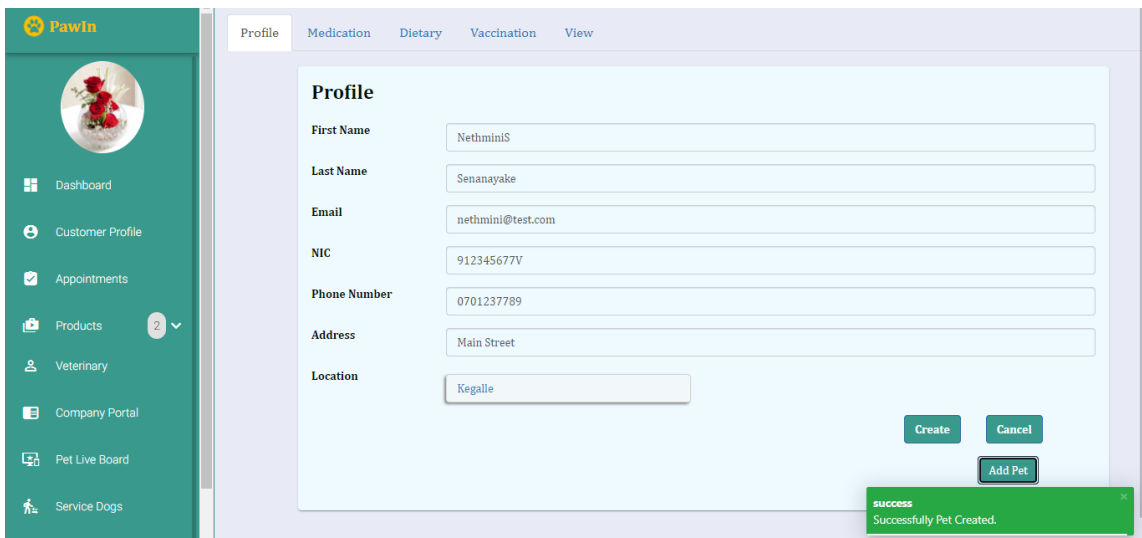 PawIn
Profile Medication Dietary Vaccination View
Profile
First Name NethminiS
Last Name Senanayake
Email nethmini@test.com
NIC 912345677V
Phone Number 0701237789
Address Main Street
Location Kegalle
Create Cancel
Add Pet
Dashboard
Customer Profile
Appointments
Products 2
Veterinary
Company Portal
Pet Live Board
Service Dogs
success ×
Successfully Pet Created.